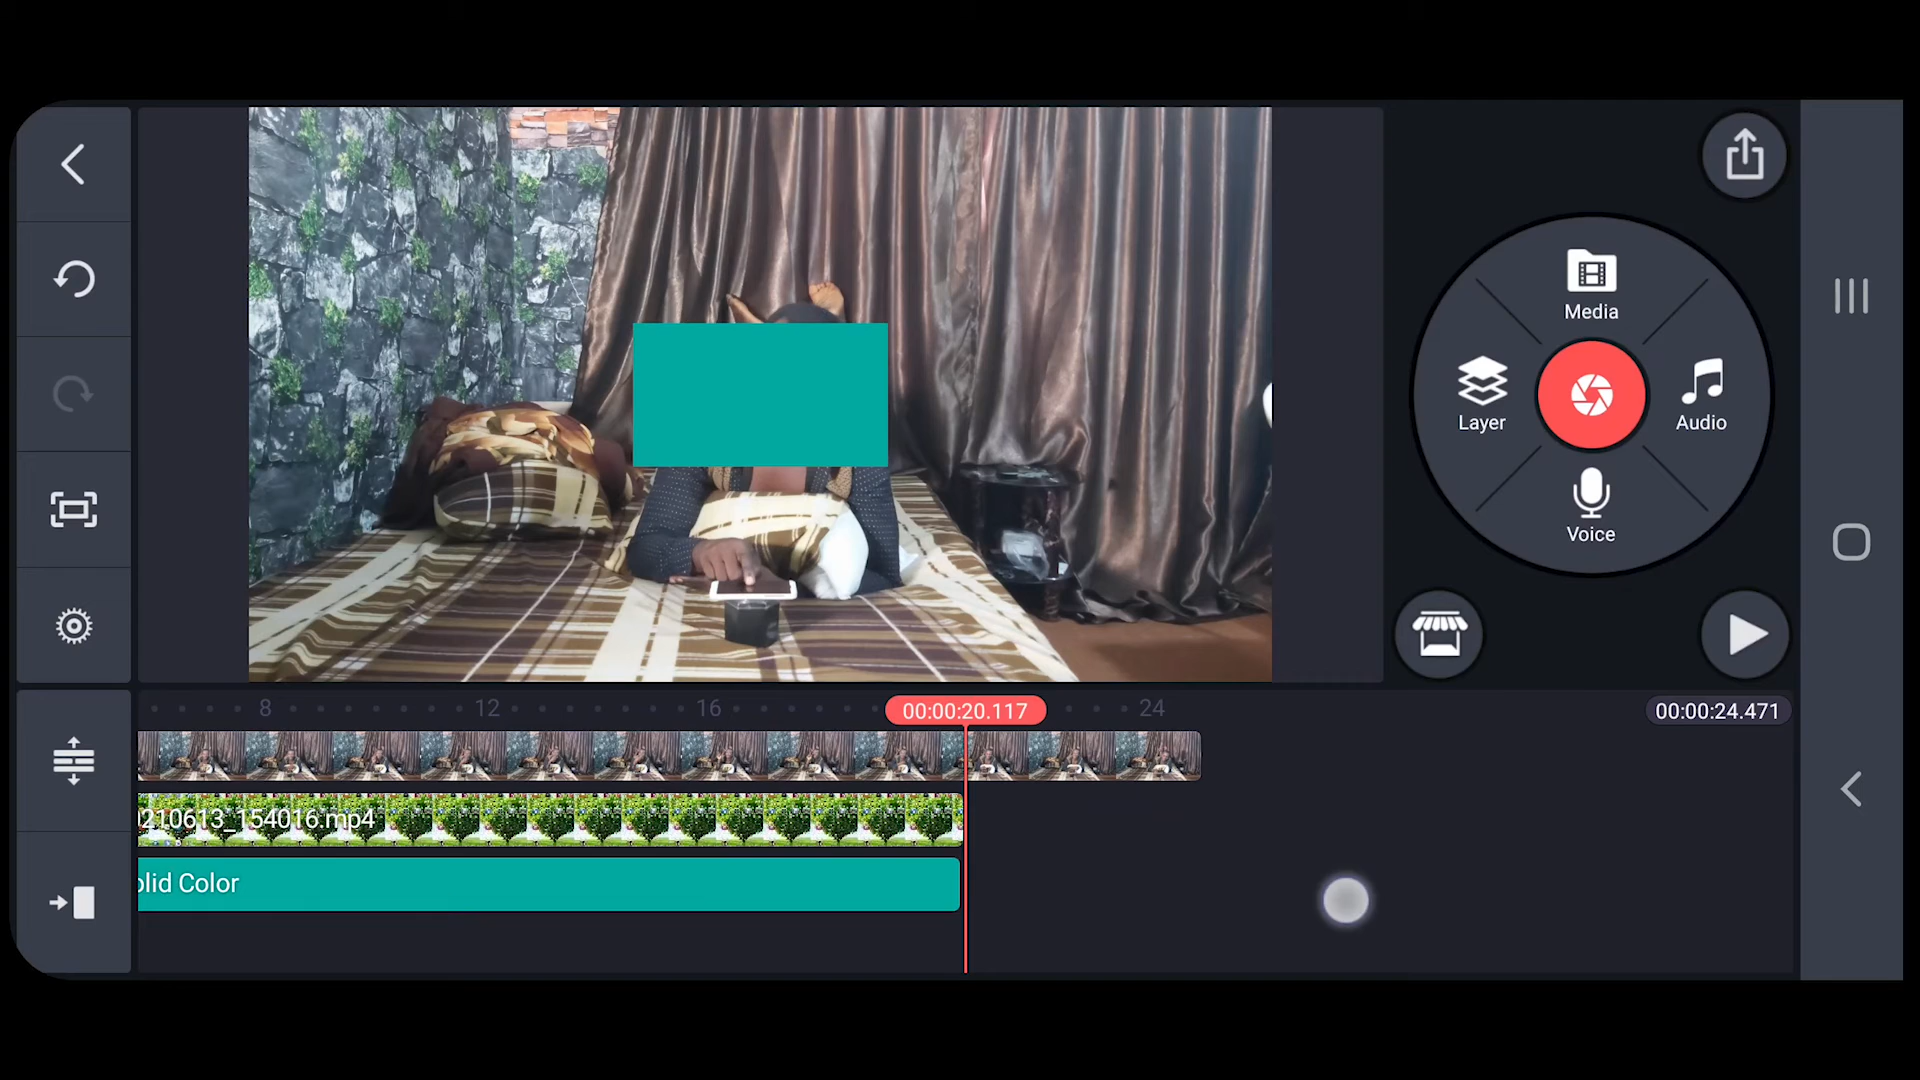 Media
Layer
Audio
Voice
8
12
16
00:00:20.117
24
00:00:24.471
210613_154016.mp4
olid Color